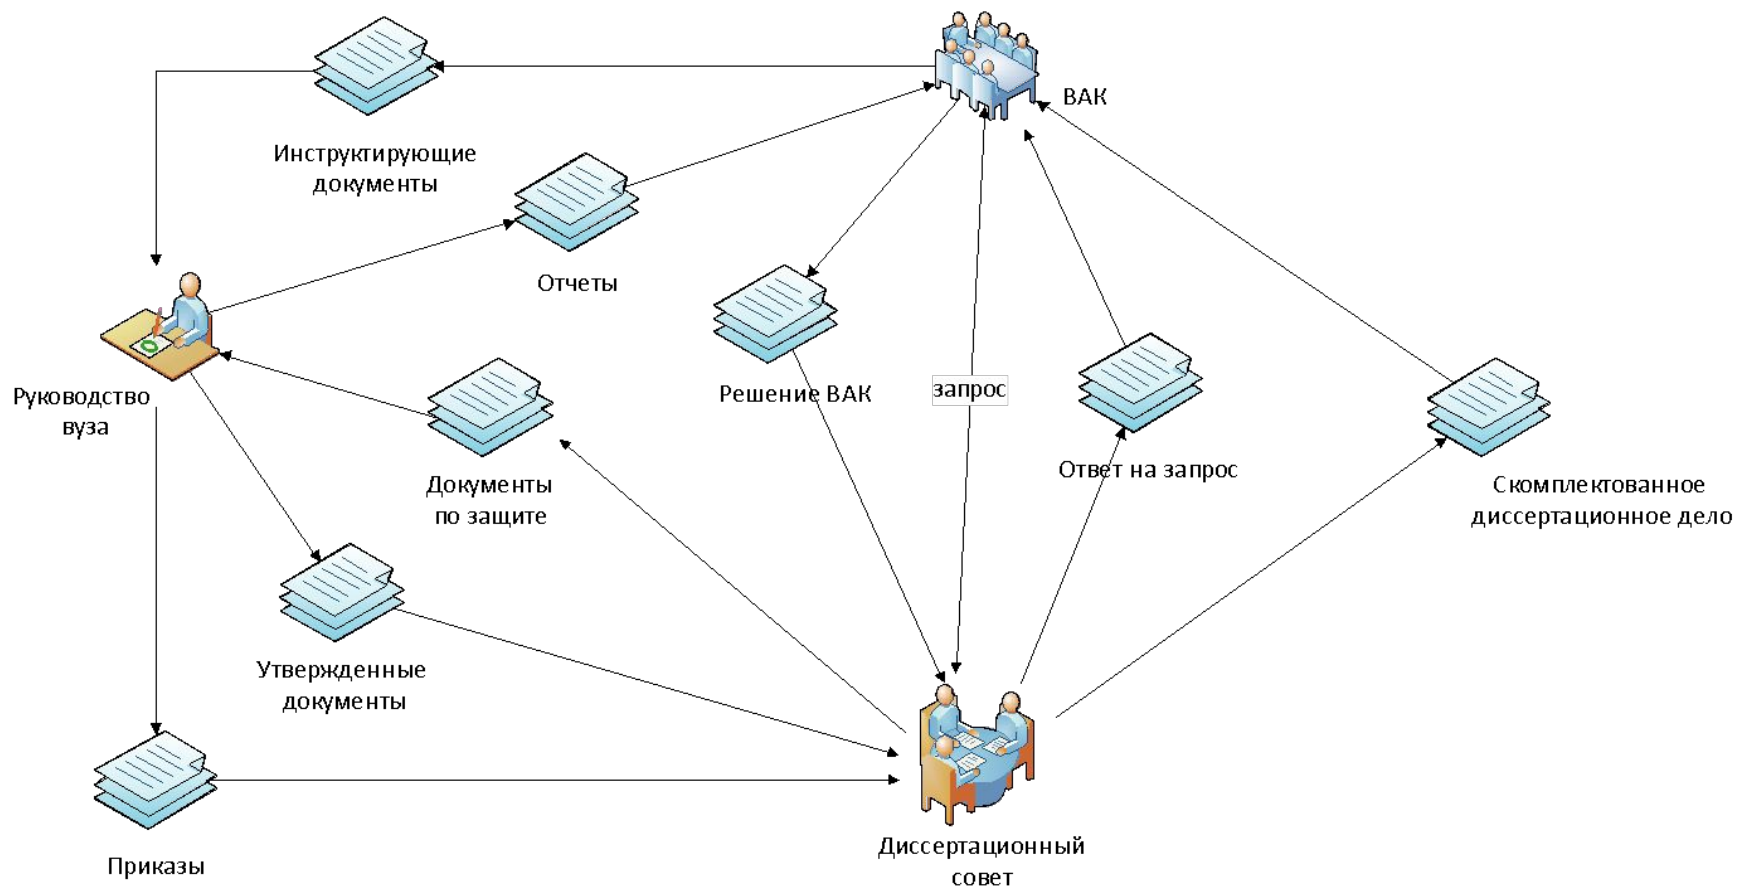 ВАК
Инструктирующие
документы
Отчеты
Решение ВАК
запрос
Руководство
вуза
Ответ на запрос
Документы
по защите
Скомплектованное
диссертационное дело
Утвержденные
документы
Приказы
Диссертационный
совет